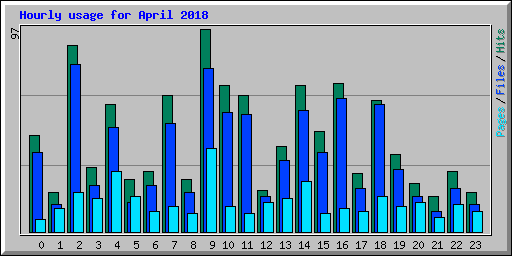 Hourly usage for April 2018
97
Pages/Files/Hits
0 1 2 3 4 5 6 7 8 9 10 11 12 13 14 15 16 17 18 19 20 21 22 23